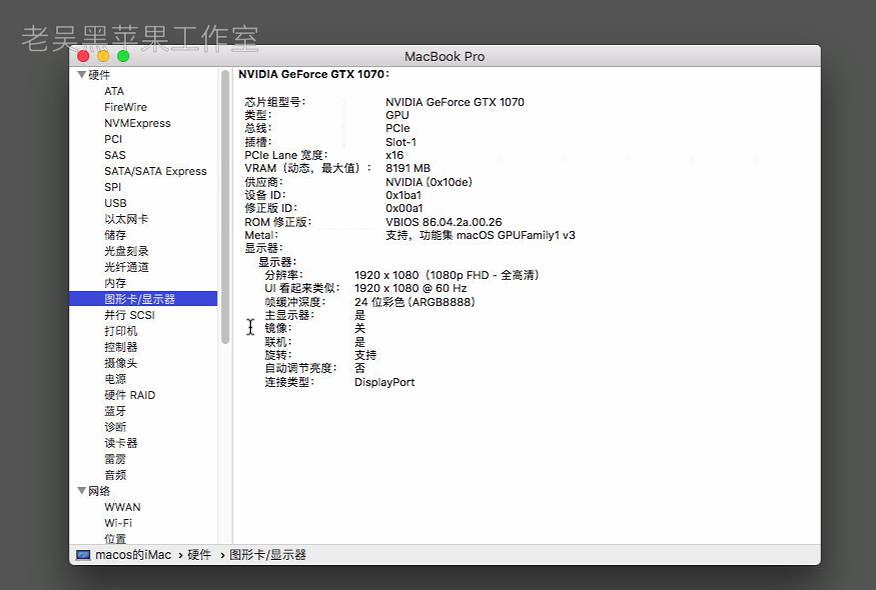 老吴黑苹果工作室
MacBook Pro
硬件
ATA
FireWire
NVMExpress
PCI
SAS
SATA/SATA Express
SPI
USB
以太网卡
储存
光盘刻录
光纤通道
内存
图形卡/显示器
并行 SCSI
打印机
控制器
摄像头
电源
硬件 RAID
蓝牙
诊断
读卡器
雷雳
音频
网络
WWAN
Wi-Fi
位置
NVIDIA GeForce GTX 1070：
芯片组型号： NVIDIA GeForce GTX 1070
类型： GPU
总线： PCIe
插槽： Slot-1
PCIe Lane 宽度： x16
VRAM（动态，最大值）： 8191 MB
供应商： NVIDIA (0x10de)
设备 ID： 0x1ba1
修正版 ID： 0x00a1
ROM 修正版： VBIOS 86.04.2a.00.26
Metal： 支持，功能集 macOS GPUFamily1 v3
显示器：
显示器：
分辨率： 1920 x 1080（1080p FHD - 全高清）
UI 看起来类似： 1920 x 1080 @ 60 Hz
帧缓冲深度： 24 位彩色 (ARGB8888)
主显示器： 是
镜像： 关
联机： 是
旋转： 支持
自动调节亮度： 否
连接类型： DisplayPort
macos的iMac › 硬件 › 图形卡/显示器